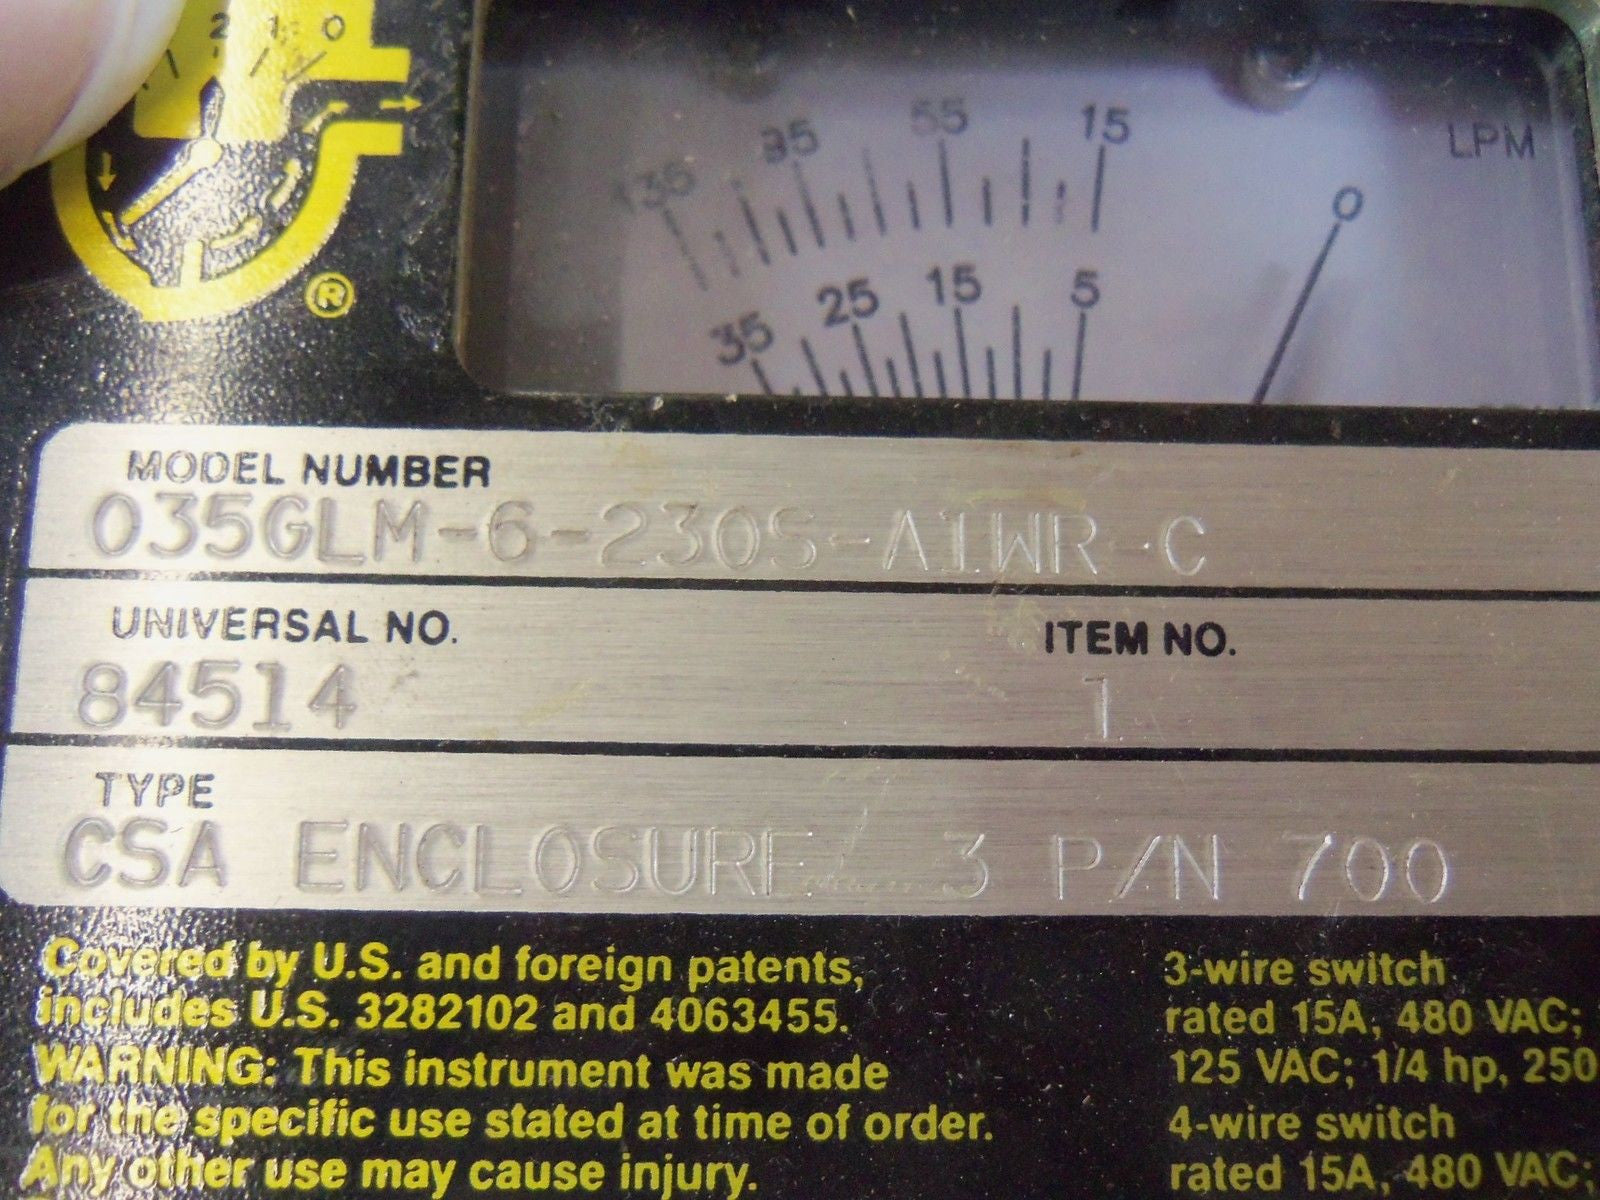 2 1 0
®
135 95 55 15
LPM
0
35 25 15 5
MODEL NUMBER
035GLM-6-230S-A1WR-C
UNIVERSAL NO. ITEM NO.
84514 1
TYPE
CSA ENCLOSURE 3 P/N 700
Covered by U.S. and foreign patents,
includes U.S. 3282102 and 4063455.
WARNING: This instrument was made
for the specific use stated at time of order.
Any other use may cause injury.
3-wire switch
rated 15A, 480 VAC;
125 VAC; 1/4 hp, 250
4-wire switch
rated 15A, 480 VAC;